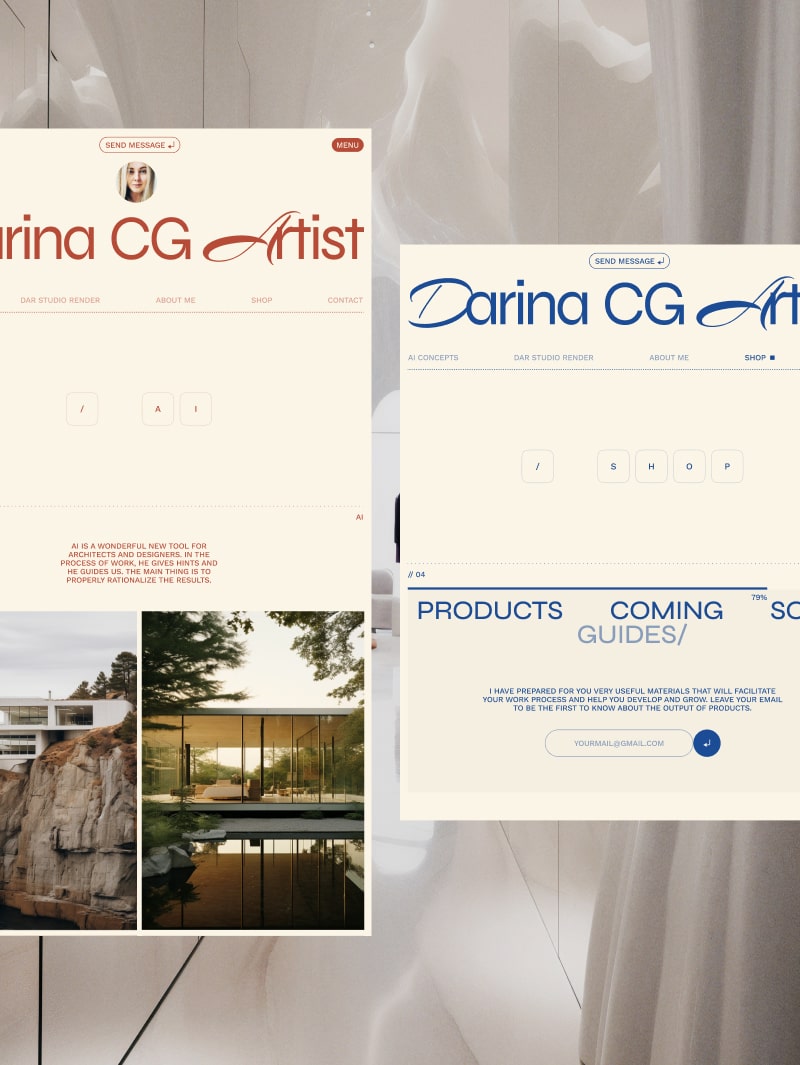 SEND MESSAGE
MENU
arina CG Artist
DAR STUDIO RENDER ABOUT ME SHOP CONTACT
/ A I
AI
AI IS A WONDERFUL NEW TOOL FOR
ARCHITECTS AND DESIGNERS. IN THE
PROCESS OF WORK, HE GIVES HINTS AND
HE GUIDES US. THE MAIN THING IS TO
PROPERLY RATIONALIZE THE RESULTS.
SEND MESSAGE
Darina CG Art
AI CONCEPTS DAR STUDIO RENDER ABOUT ME SHOP
/ S H O P
// 04
79%
PRODUCTS COMING SO
GUIDES/
I HAVE PREPARED FOR YOU VERY USEFUL MATERIALS THAT WILL FACILITATE
YOUR WORK PROCESS AND HELP YOU DEVELOP AND GROW. LEAVE YOUR EMAIL
TO BE THE FIRST TO KNOW ABOUT THE OUTPUT OF PRODUCTS.
YOURMAIL@GMAIL.COM